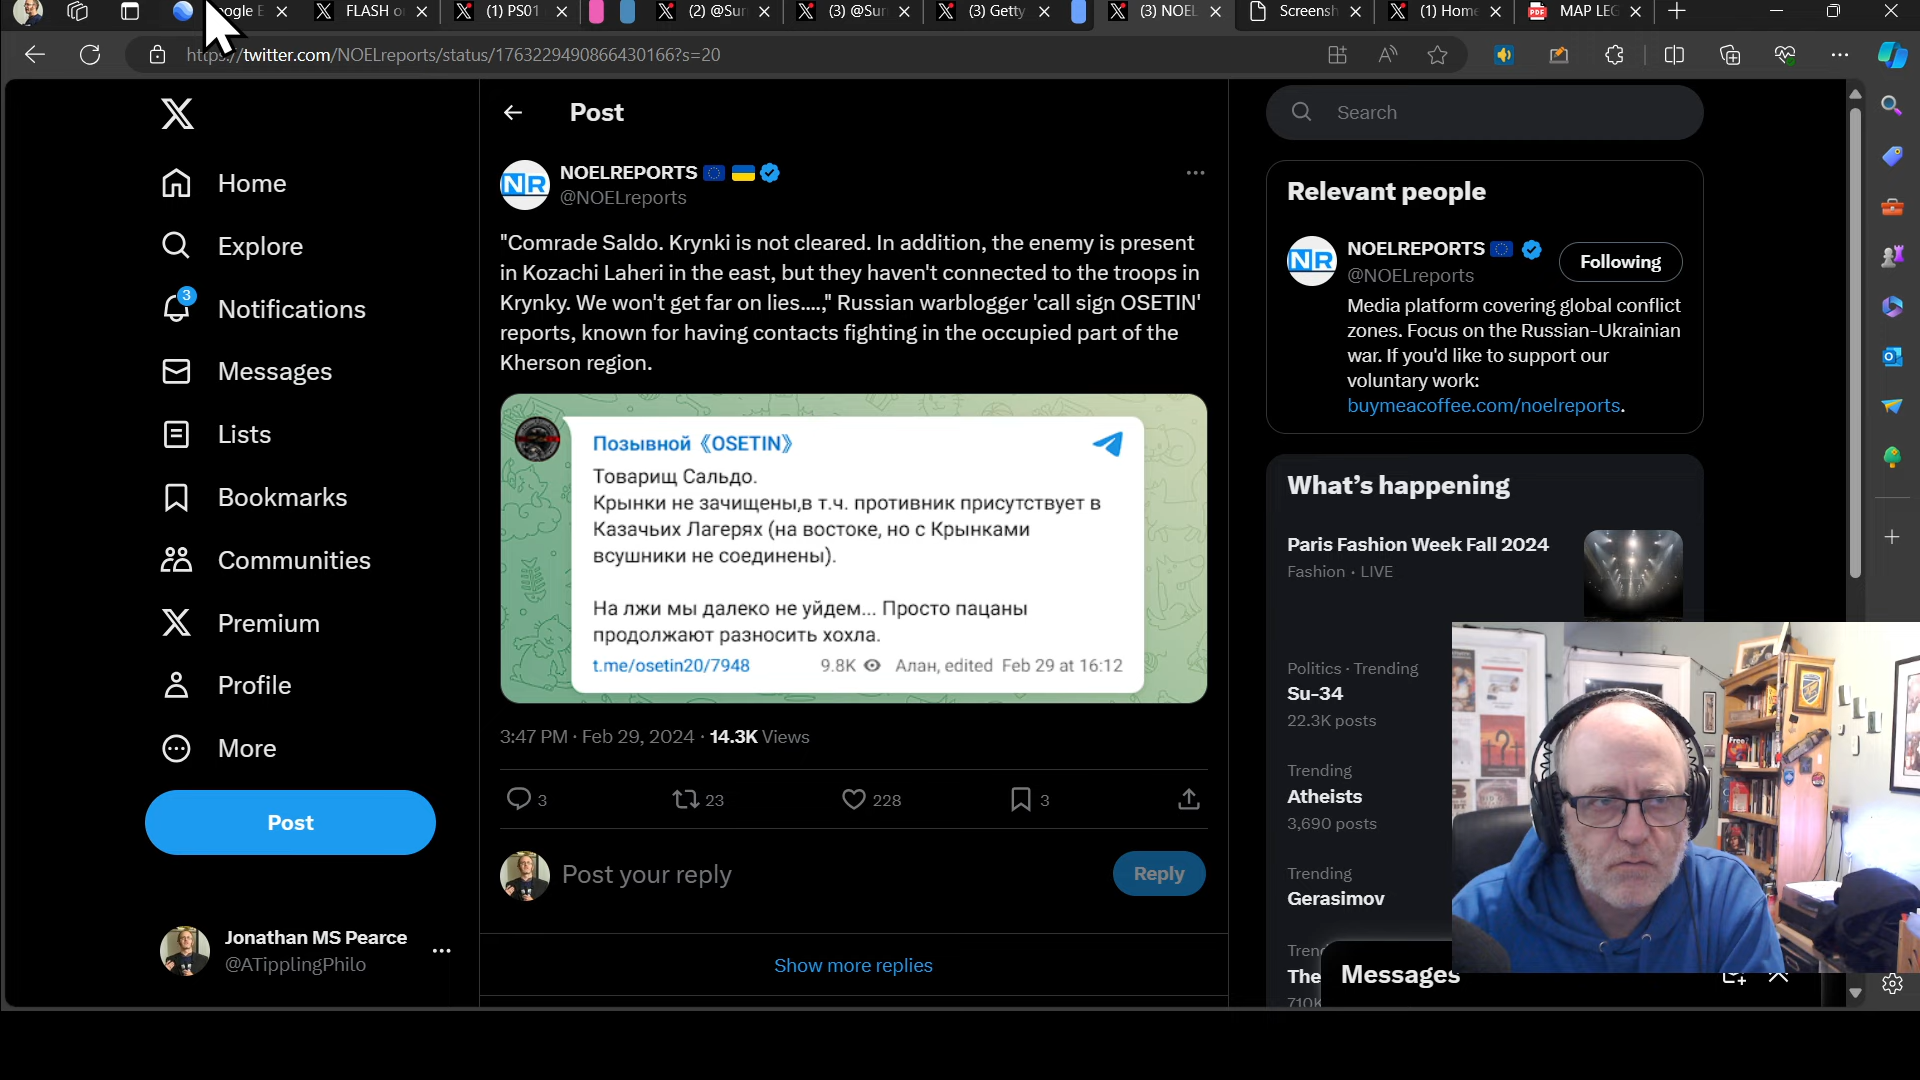 FLASH o
(1) PS01
(2) @Sur
(3) @Sur
(3) Getty
(3) NOEL
Screensh
(1) Home
MAP LEG
https://twitter.com/NOELreports/status/1763229490866430166?s=20
Home
Explore
3
Notifications
Messages
Lists
Bookmarks
Communities
Premium
Profile
More
Post
Jonathan MS Pearce
@ATipplingPhilo
Post
NR
NOELREPORTS
@NOELreports
"Comrade Saldo. Krynki is not cleared. In addition, the enemy is present
in Kozachi Laheri in the east, but they haven't connected to the troops in
Krynky. We won't get far on lies....," Russian warblogger 'call sign OSETIN'
reports, known for having contacts fighting in the occupied part of the
Kherson region.
Позывной《OSETIN》
Товарищ Сальдо.
Крынки не зачищены,в т.ч. противник присутствует в
Казачьих Лагерях (на востоке, но с Крынками
всушники не соединены).
На лжи мы далеко не уйдем... Просто пацаны
продолжают разносить хохла.
t.me/osetin20/7948 9.8K Алан, edited Feb 29 at 16:12
3:47 PM · Feb 29, 2024 · 14.3K Views
3 23 228 3
Post your reply
Reply
Show more replies
Search
Relevant people
NR
NOELREPORTS
@NOELreports
Following
Media platform covering global conflict
zones. Focus on the Russian-Ukrainian
war. If you'd like to support our
voluntary work:
buymeacoffee.com/noelreports.
What's happening
Paris Fashion Week Fall 2024
Fashion · LIVE
Politics · Trending
Su-34
22.3K posts
Trending
Atheists
3,690 posts
Trending
Gerasimov
Trend
The
710K
Messages